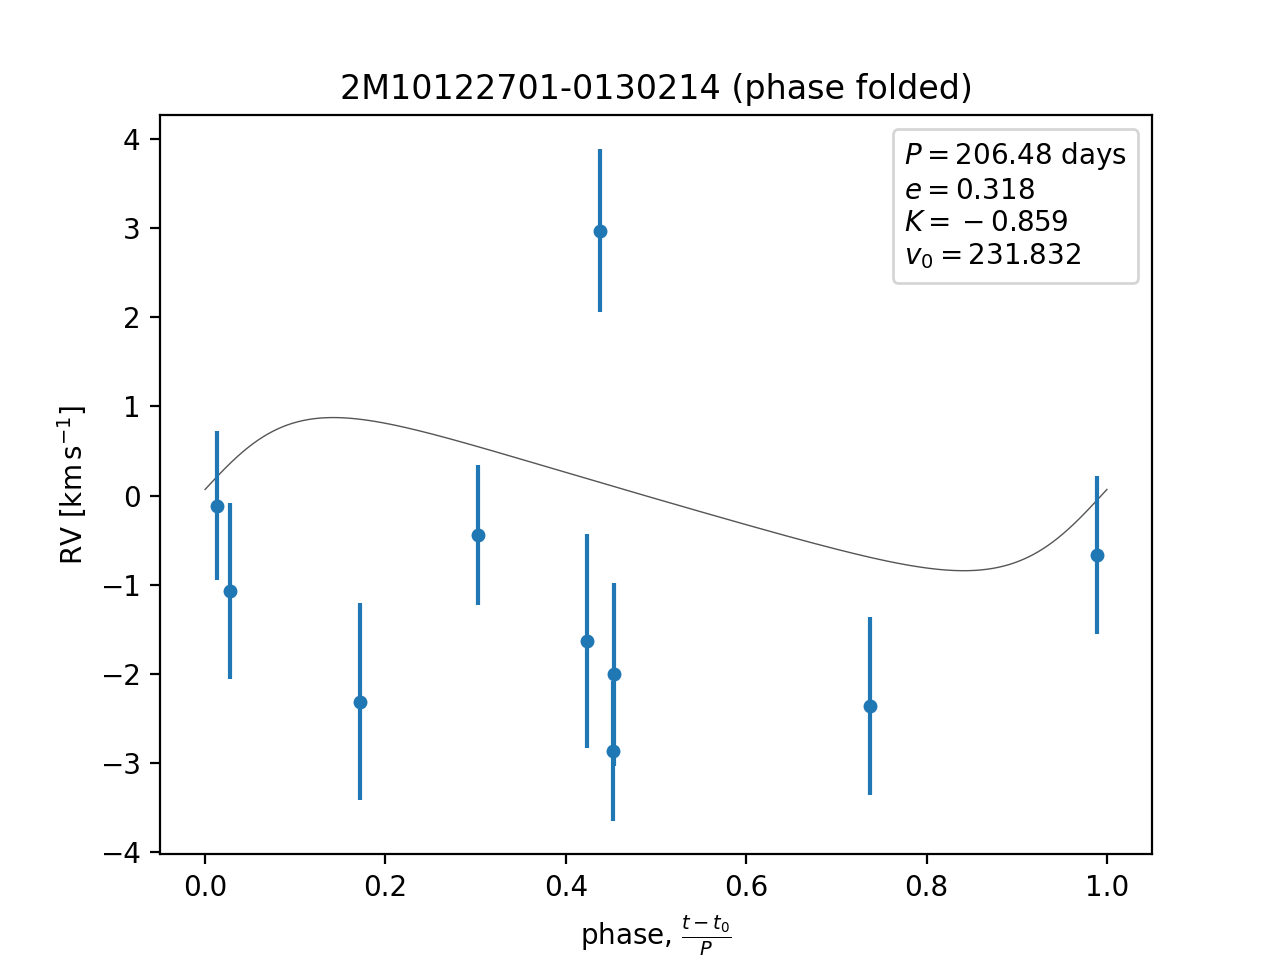 2M10122701-0130214 (phase folded)
P = 206.48 days
e = 0.318
K = −0.859
v₀ = 231.832
RV [km s⁻¹]
4
3
2
1
0
−1
−2
−3
−4
0.0 0.2 0.4 0.6 0.8 1.0
phase, (t − t₀)/P